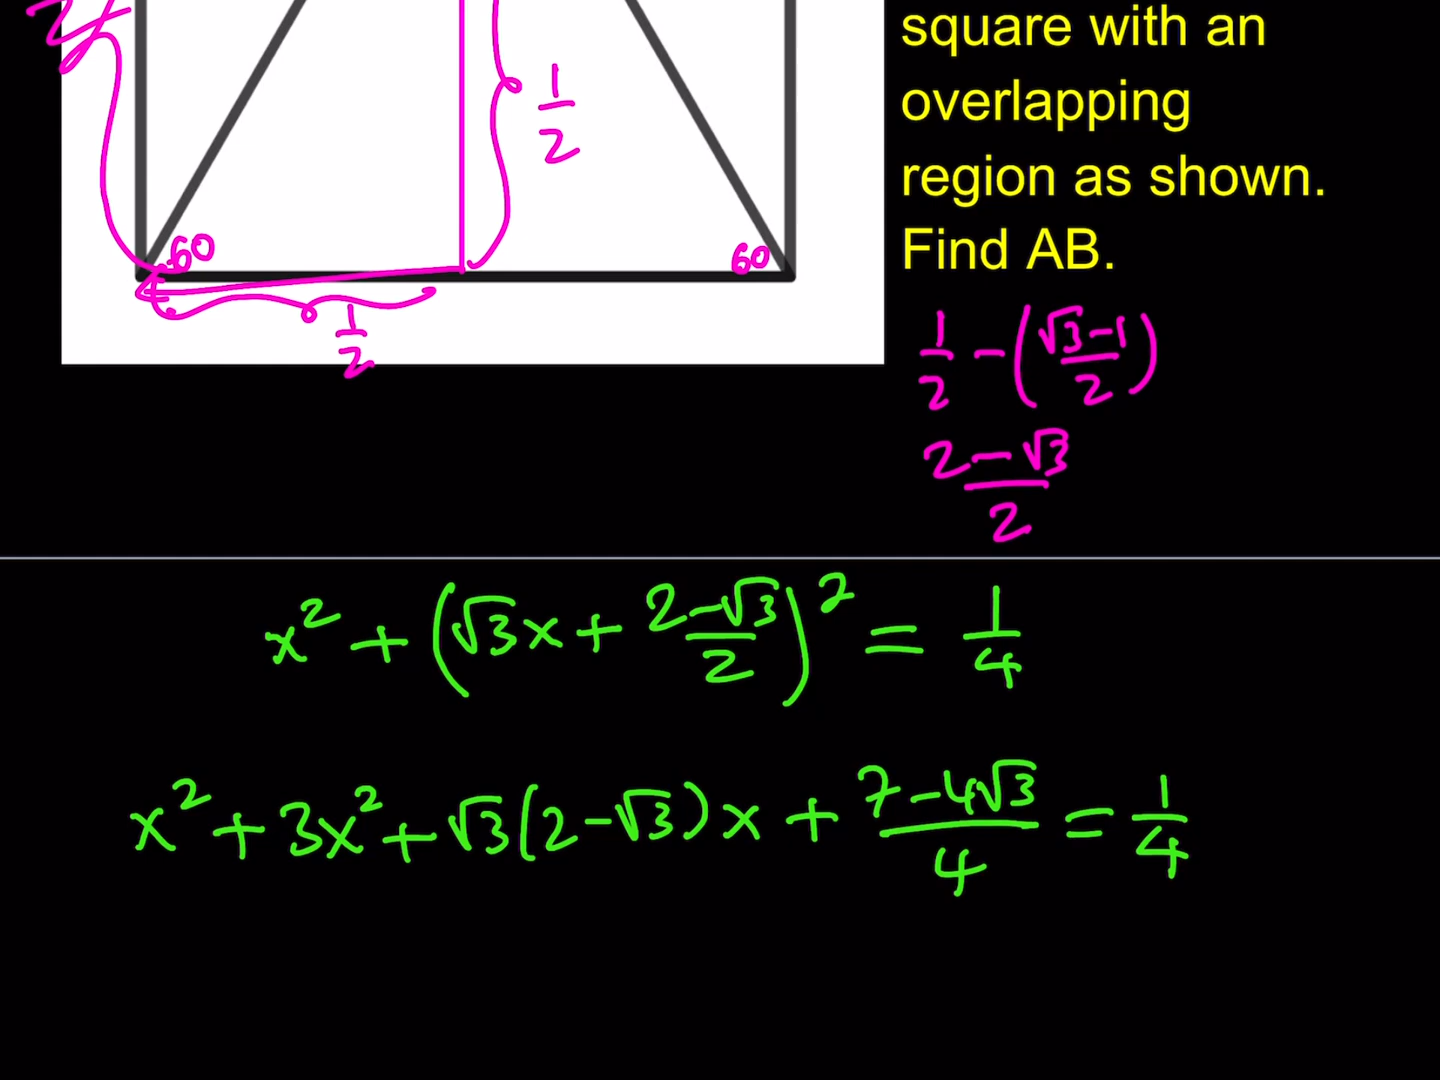 square with an
overlapping
region as shown.
Find AB.
1/2
60
60
1/2
1/2 - (√3-1/2)
2-√3/2
x² + (√3x + 2-√3/2)² = 1/4
x² + 3x² + √3(2-√3)x + 7-4√3/4 = 1/4